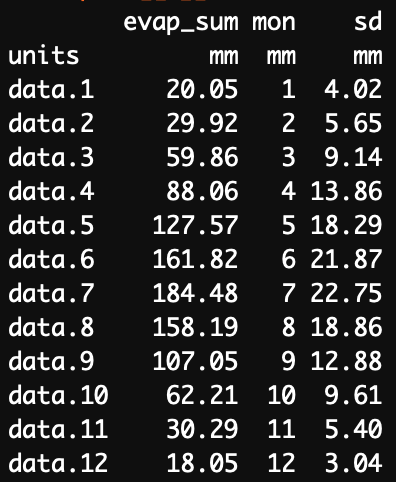 evap_sum mon sd
units mm mm mm
data.1 20.05 1 4.02
data.2 29.92 2 5.65
data.3 59.86 3 9.14
data.4 88.06 4 13.86
data.5 127.57 5 18.29
data.6 161.82 6 21.87
data.7 184.48 7 22.75
data.8 158.19 8 18.86
data.9 107.05 9 12.88
data.10 62.21 10 9.61
data.11 30.29 11 5.40
data.12 18.05 12 3.04